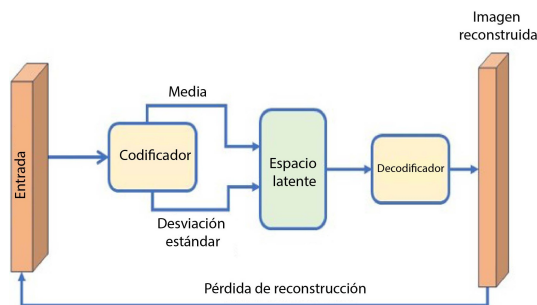 Imagen
reconstruida
Media
Entrada
Codificador
Espacio
latente
Decodificador
Desviación
estándar
Pérdida de reconstrucción